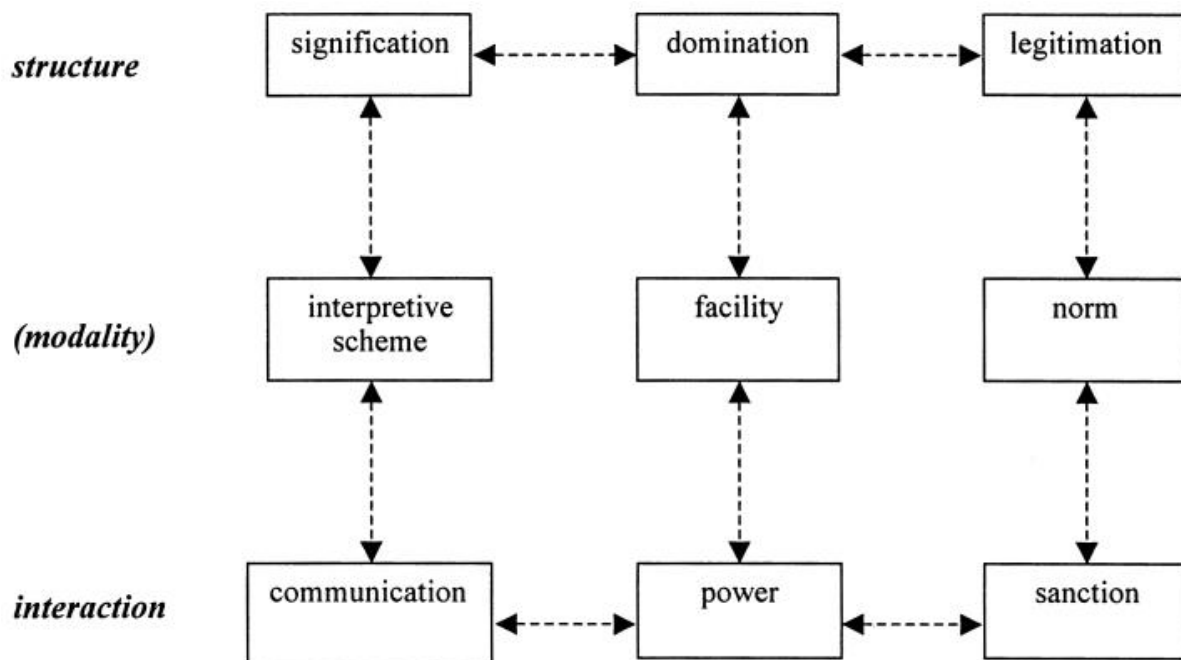 structure
signification
domination
legitimation
(modality)
interpretive
scheme
facility
norm
interaction
communication
power
sanction